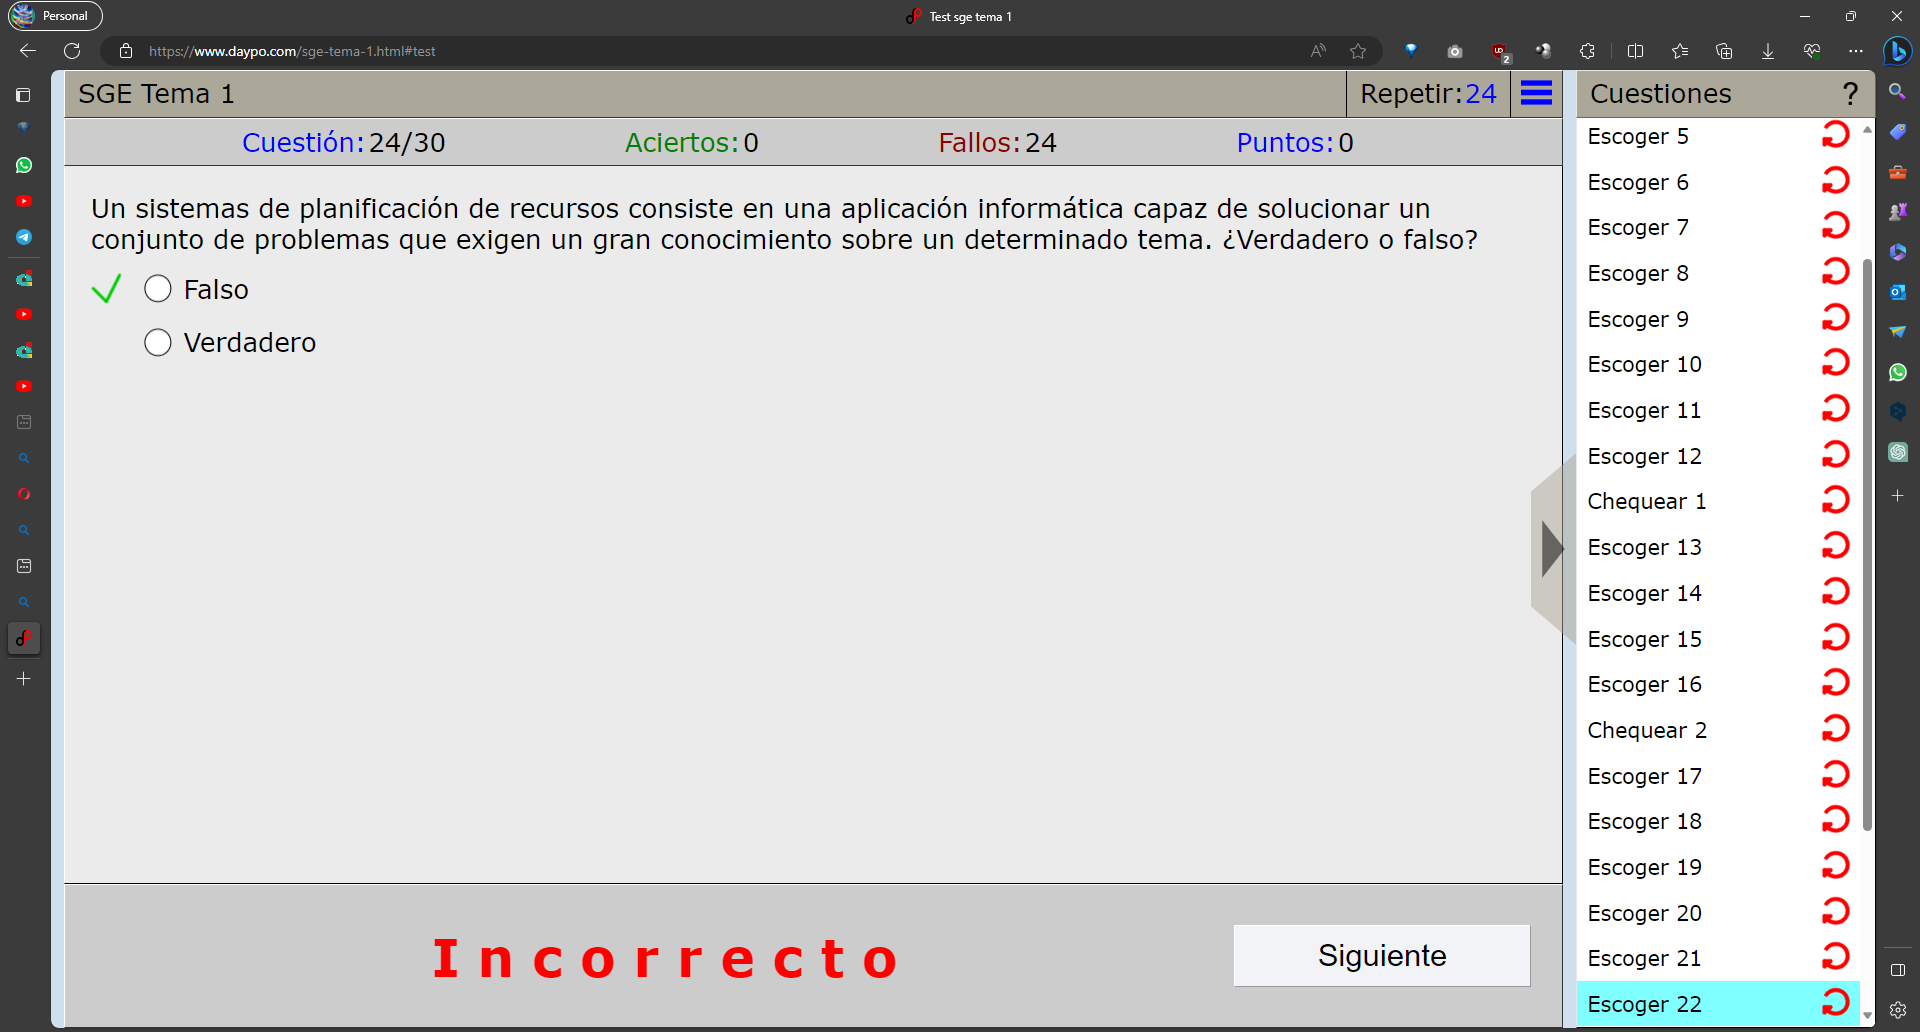 Personal
Test sge tema 1
https://www.daypo.com/sge-tema-1.html#test
2
SGE Tema 1
Repetir:24
Cuestiones
?
Cuestión:24/30
Aciertos:0
Fallos:24
Puntos:0
Un sistemas de planificación de recursos consiste en una aplicación informática capaz de solucionar un
conjunto de problemas que exigen un gran conocimiento sobre un determinado tema. ¿Verdadero o falso?
Falso
Verdadero
Incorrecto
Siguiente
Escoger 5
Escoger 6
Escoger 7
Escoger 8
Escoger 9
Escoger 10
Escoger 11
Escoger 12
Chequear 1
Escoger 13
Escoger 14
Escoger 15
Escoger 16
Chequear 2
Escoger 17
Escoger 18
Escoger 19
Escoger 20
Escoger 21
Escoger 22